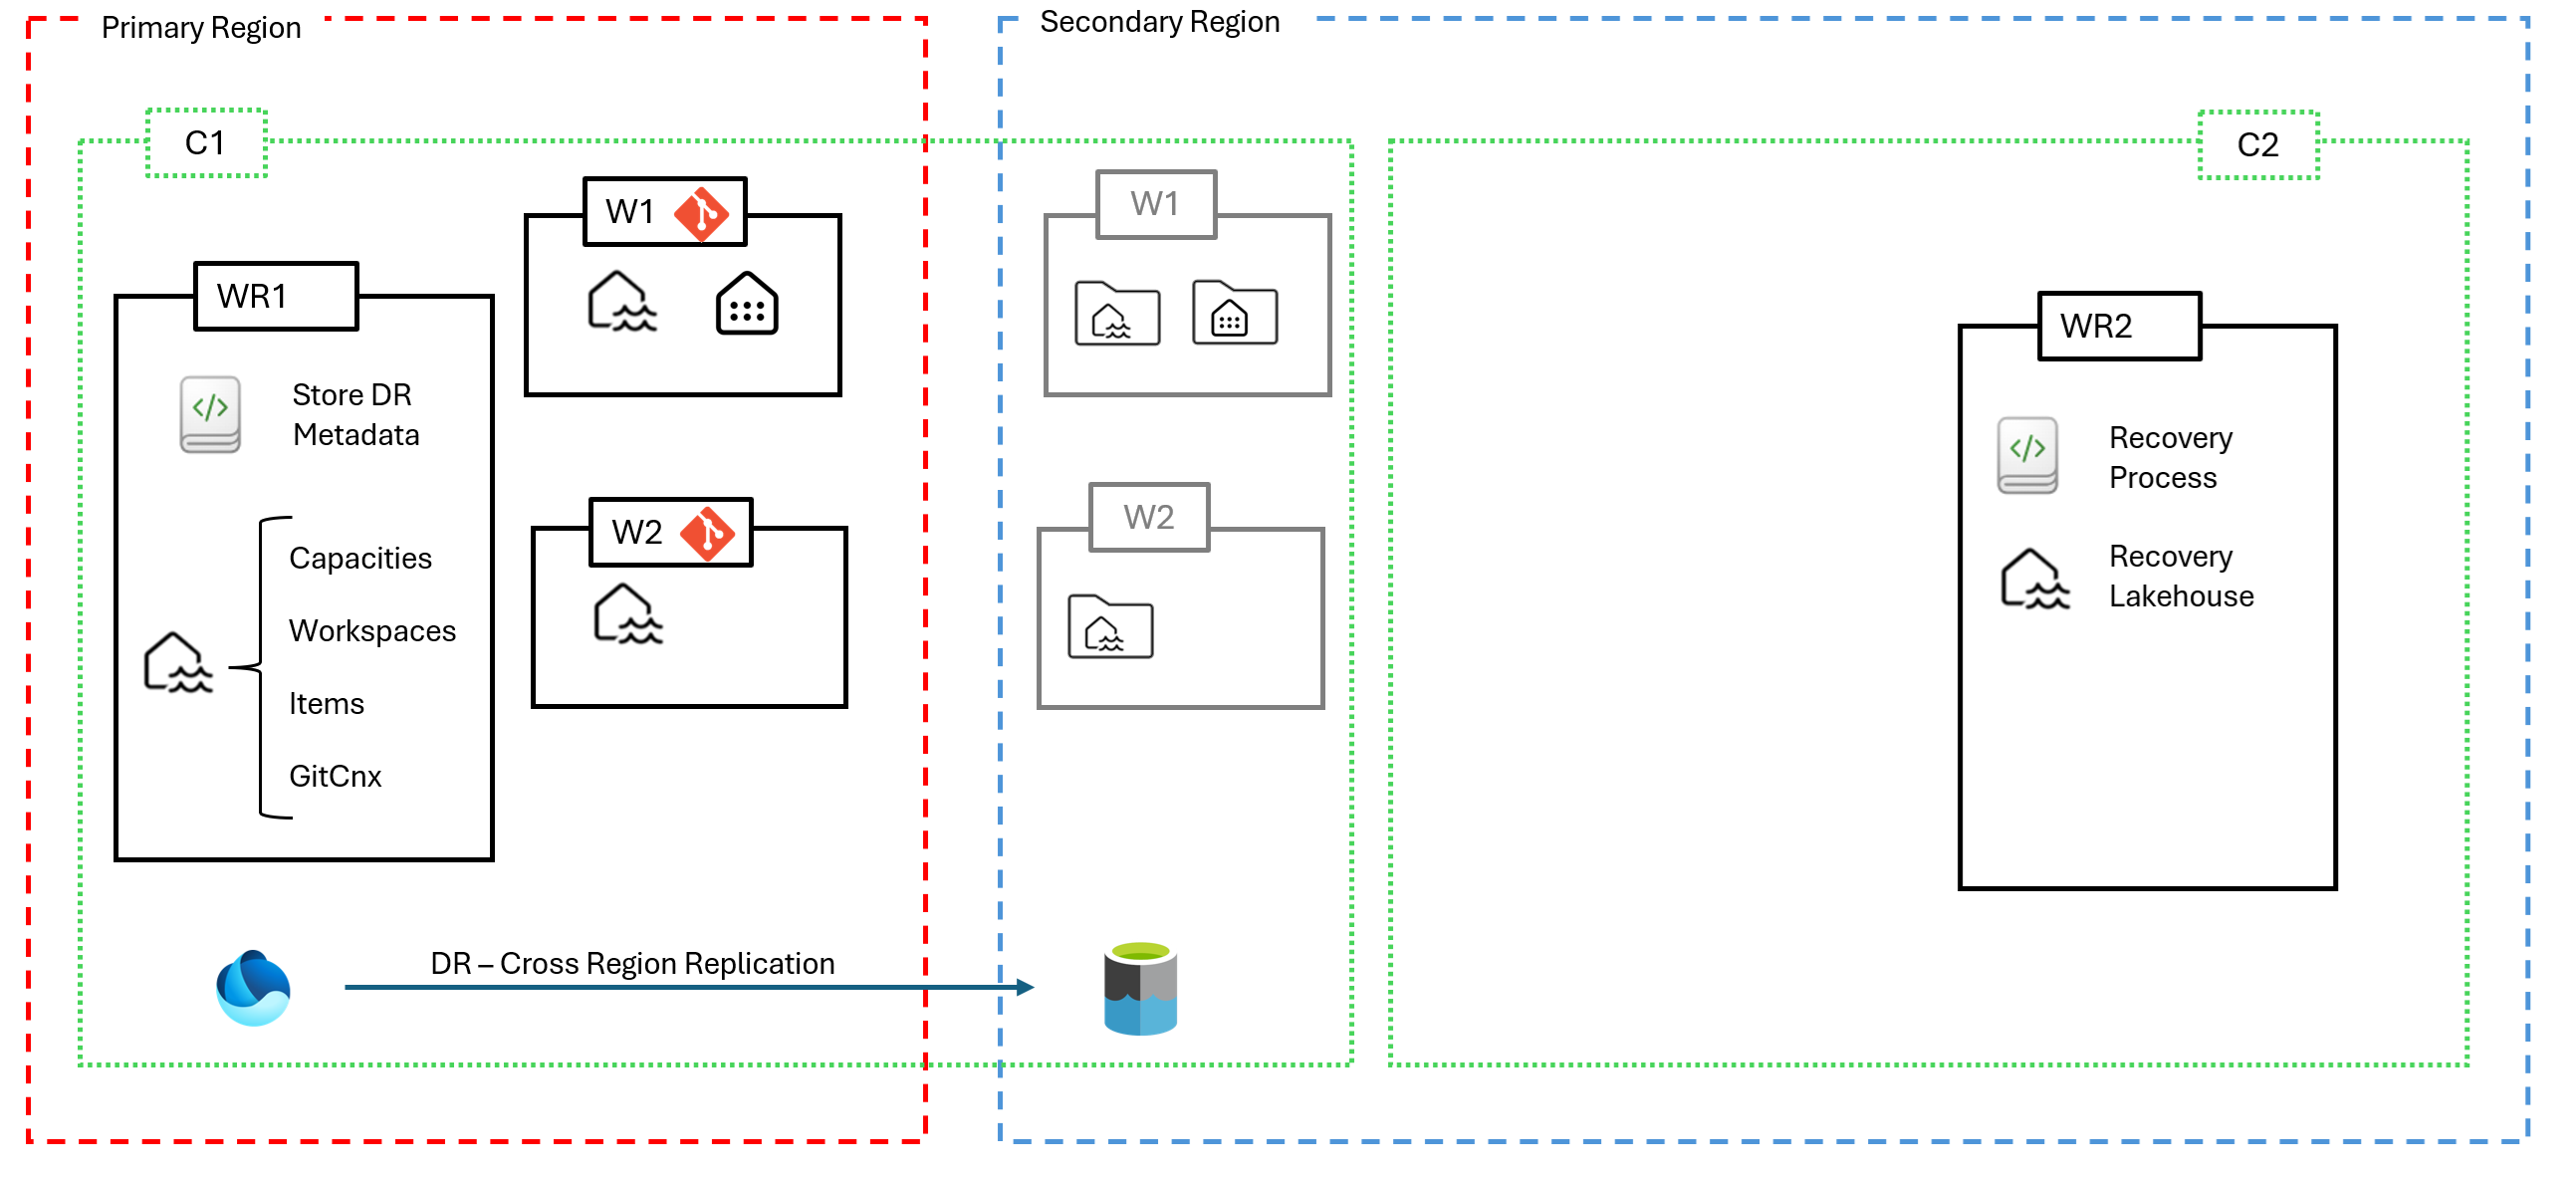 Primary Region
Secondary Region
C1
C2
WR1
Store DR
Metadata
Capacities
Workspaces
Items
GitCnx
W1
W2
W1
W2
WR2
Recovery
Process
Recovery
Lakehouse
DR – Cross Region Replication